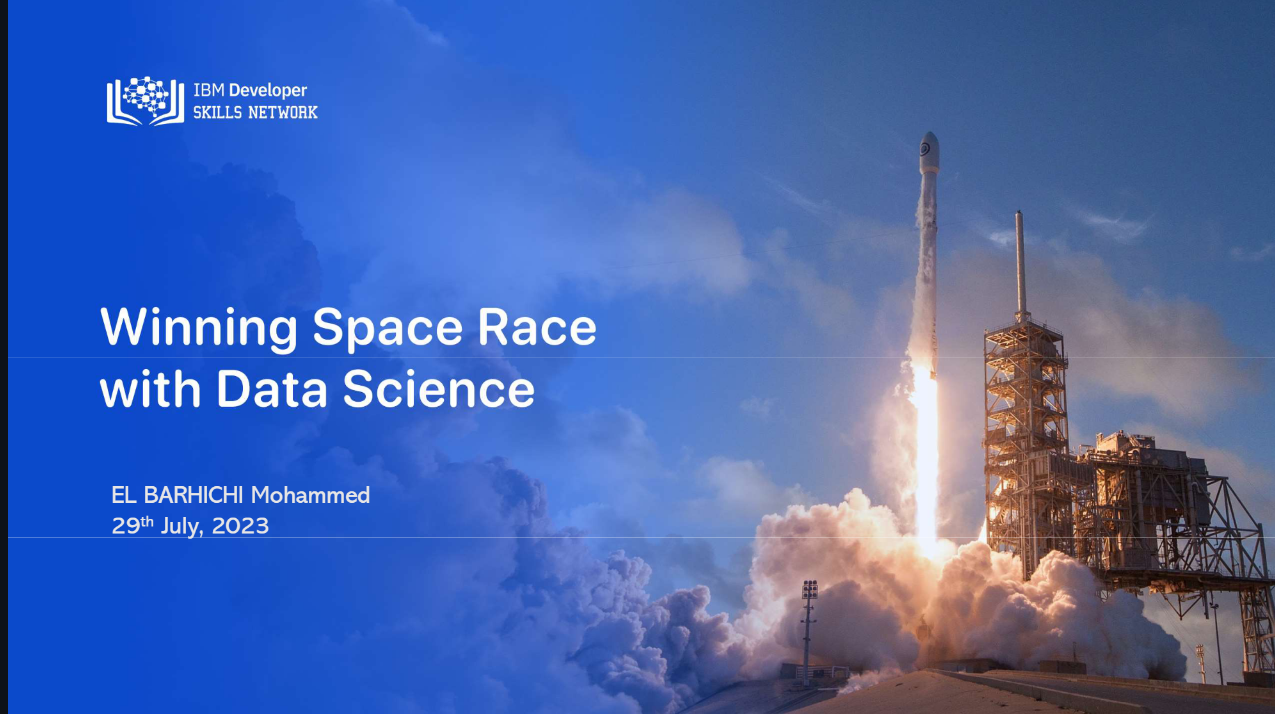 IBM Developer
SKILLS NETWORK
Winning Space Race
with Data Science
EL BARHICHI Mohammed
29th July, 2023